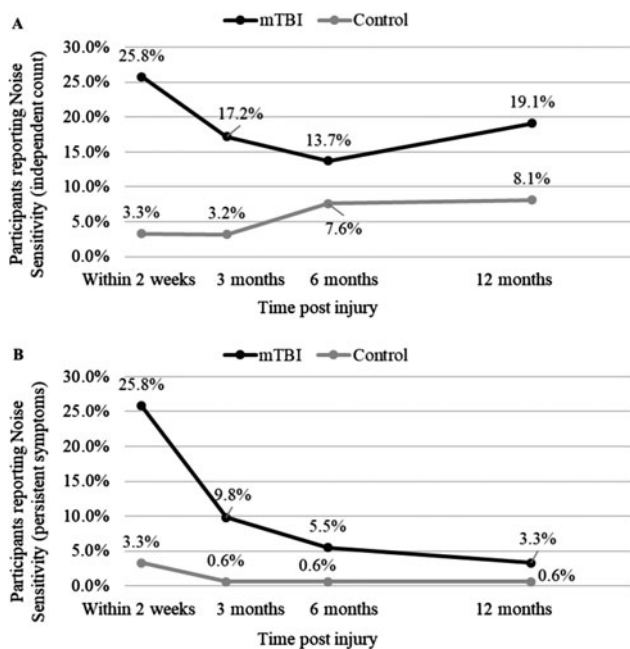 A
mTBI Control
Participants reporting Noise
Sensitivity (independent count)
30.0%
25.0%
20.0%
15.0%
10.0%
5.0%
0.0%
25.8%
17.2%
13.7%
19.1%
3.3%
3.2%
7.6%
8.1%
Within 2 weeks 3 months 6 months 12 months
Time post injury
B
mTBI Control
Participants reporting Noise
Sensitivity (persistent symptoms)
30.0%
25.0%
20.0%
15.0%
10.0%
5.0%
0.0%
25.8%
9.8%
5.5%
3.3%
3.3%
0.6%
0.6%
0.6%
Within 2 weeks 3 months 6 months 12 months
Time post injury